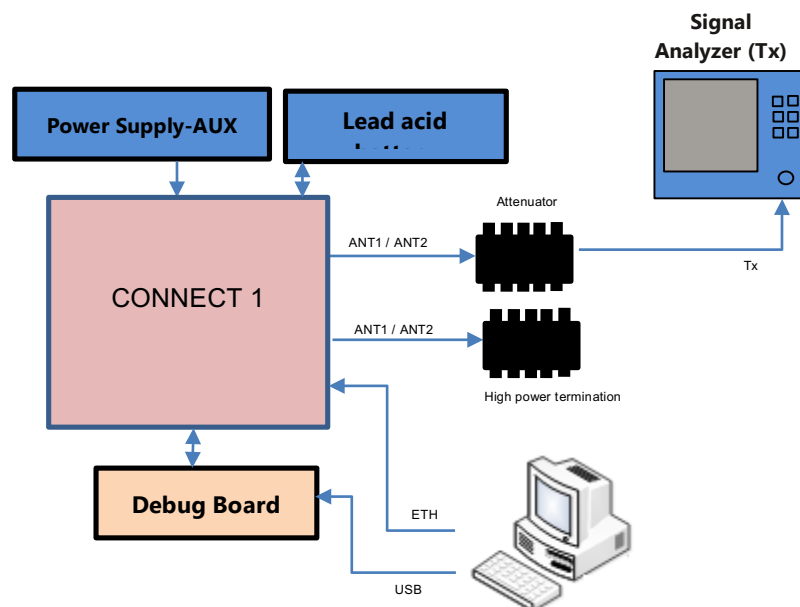 Signal
Analyzer (Tx)
Power Supply-AUX
Lead acid
Attenuator
ANT1 / ANT2
Tx
CONNECT 1
ANT1 / ANT2
High power termination
Debug Board
ETH
USB